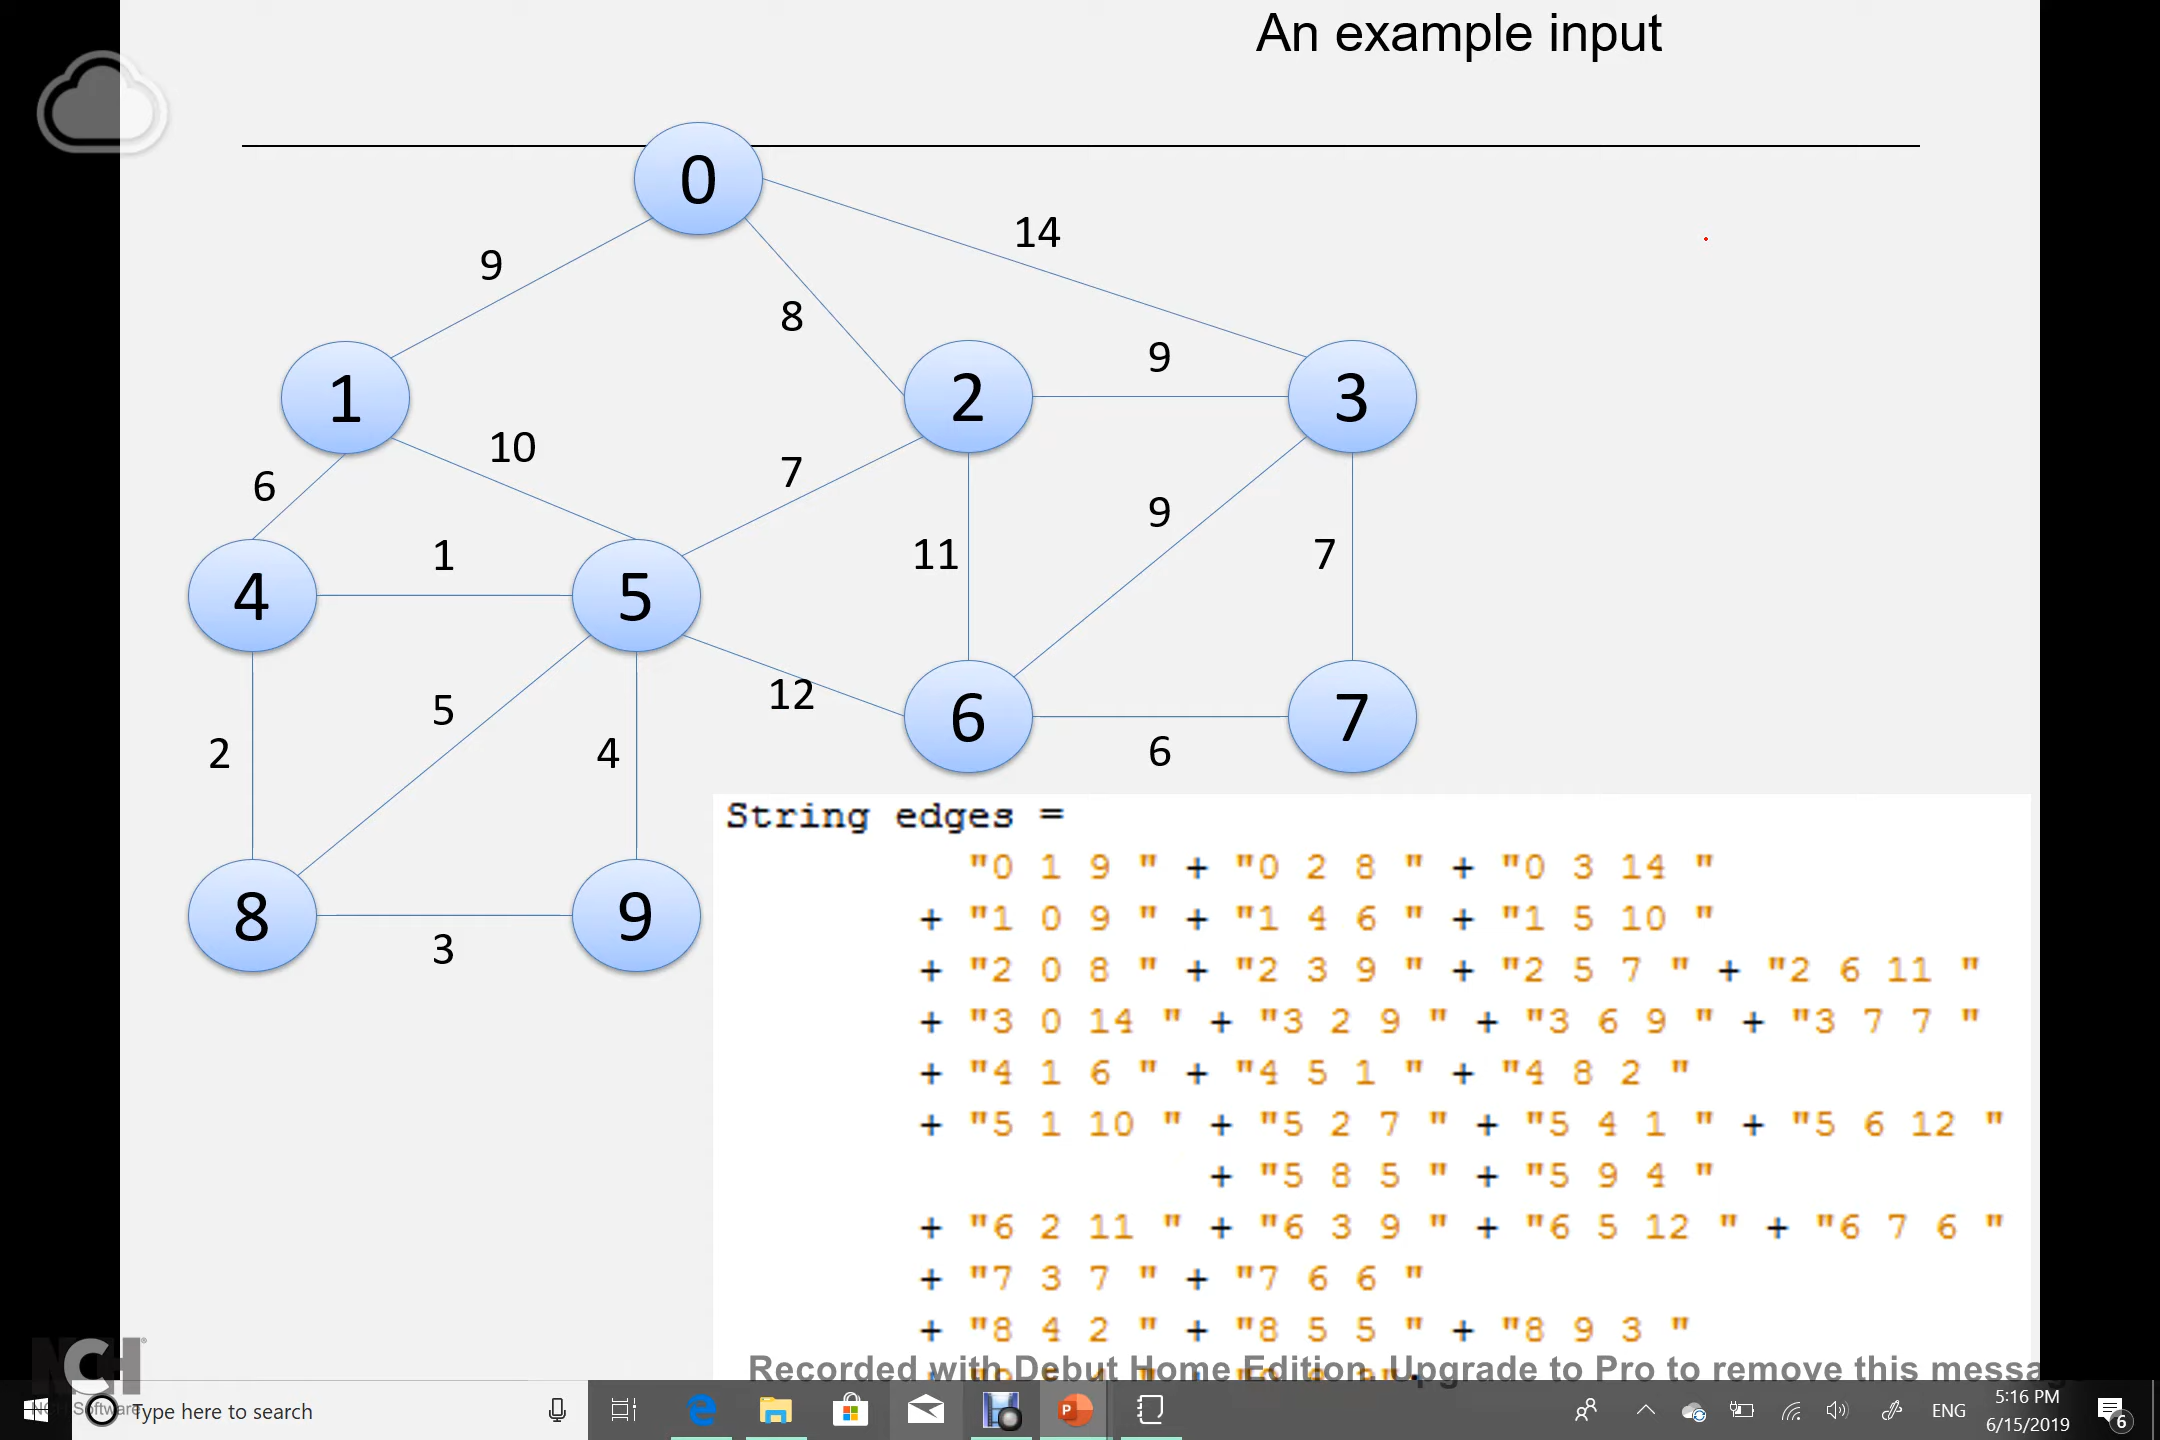 An example input
0
14
9
8
9
1
2
3
10
7
6
9
1
11
7
4
5
12
5
2
4
6
7
6
8
9
3
String edges =
"0 1 9 " + "0 2 8 " + "0 3 14 "
+ "1 0 9 " + "1 4 6 " + "1 5 10 "
+ "2 0 8 " + "2 3 9 " + "2 5 7 " + "2 6 11 "
+ "3 0 14 " + "3 2 9 " + "3 6 9 " + "3 7 7 "
+ "4 1 6 " + "4 5 1 " + "4 8 2 "
+ "5 1 10 " + "5 2 7 " + "5 4 1 " + "5 6 12 "
+ "5 8 5 " + "5 9 4 "
+ "6 2 11 " + "6 3 9 " + "6 5 12 " + "6 7 6 "
+ "7 3 7 " + "7 6 6 "
+ "8 4 2 " + "8 5 5 " + "8 9 3 "
Recorded with Debut Home Edition. Upgrade to Pro to remove this messa
NCH
NCH Software
Type here to search
P
ENG
5:16 PM
6/15/2019
6